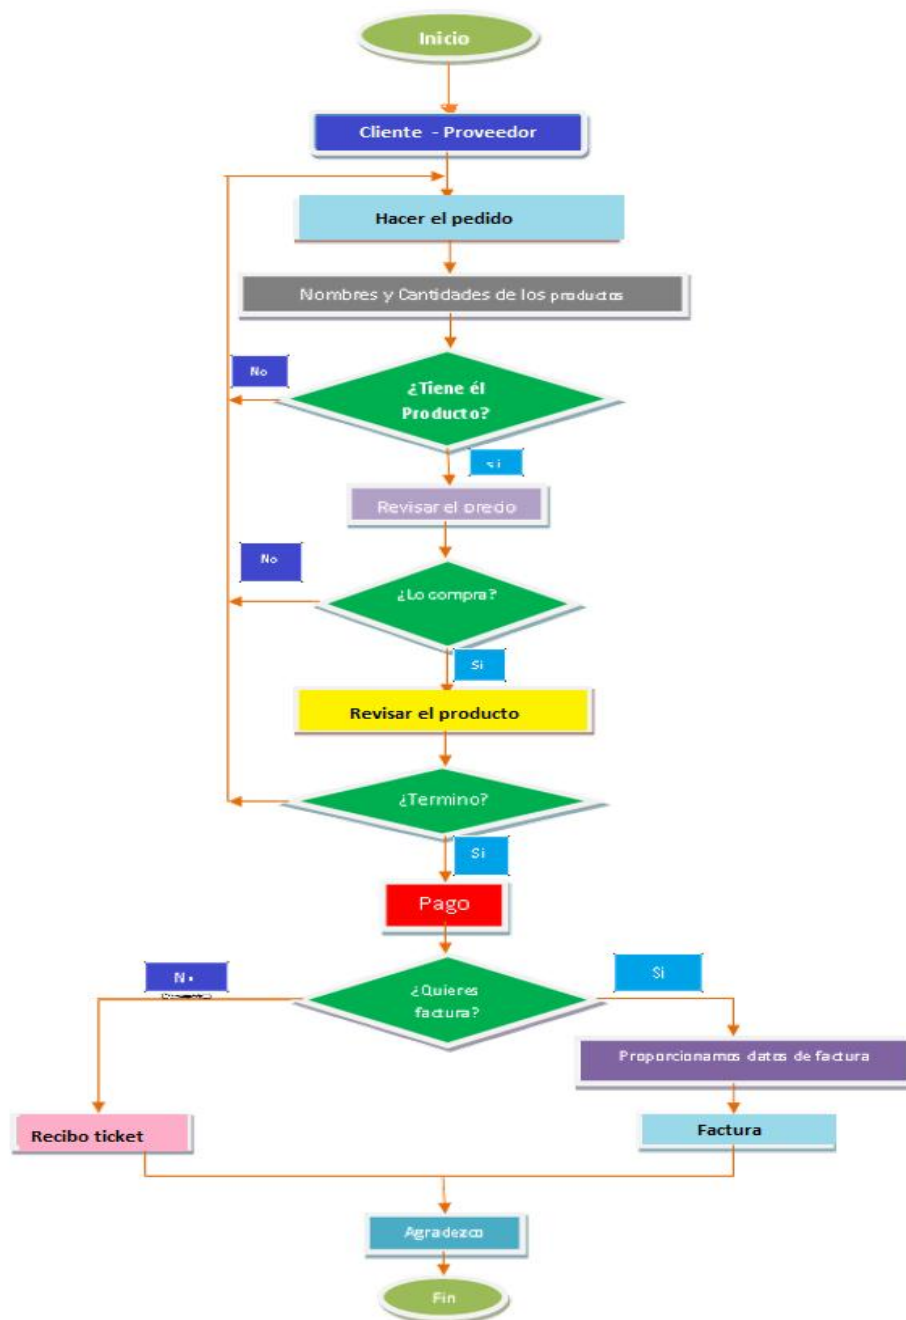 Inicio
Cliente - Proveedor
Hacer el pedido
Nombres y Cantidades de los productos
No
¿Tiene él
Producto?
si
Revisar el precio
No
¿Lo compra?
Si
Revisar el producto
¿Termino?
Si
Pago
Si
¿Quieres
factura?
Proporcionamos datos de factura
Recibo ticket
Factura
Agradezco
Fin